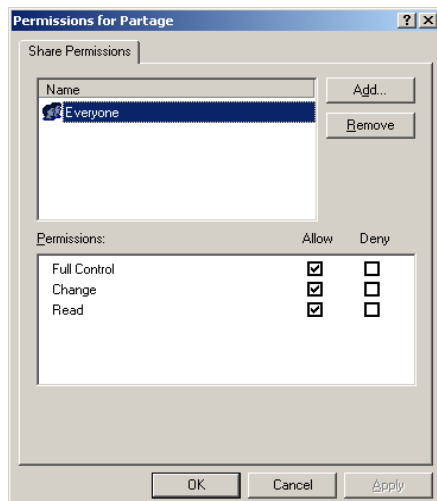 Permissions for Partage
Share Permissions
Name
Everyone
Add...
Remove
Permissions: Allow Deny
Full Control
Change
Read
OK Cancel Apply